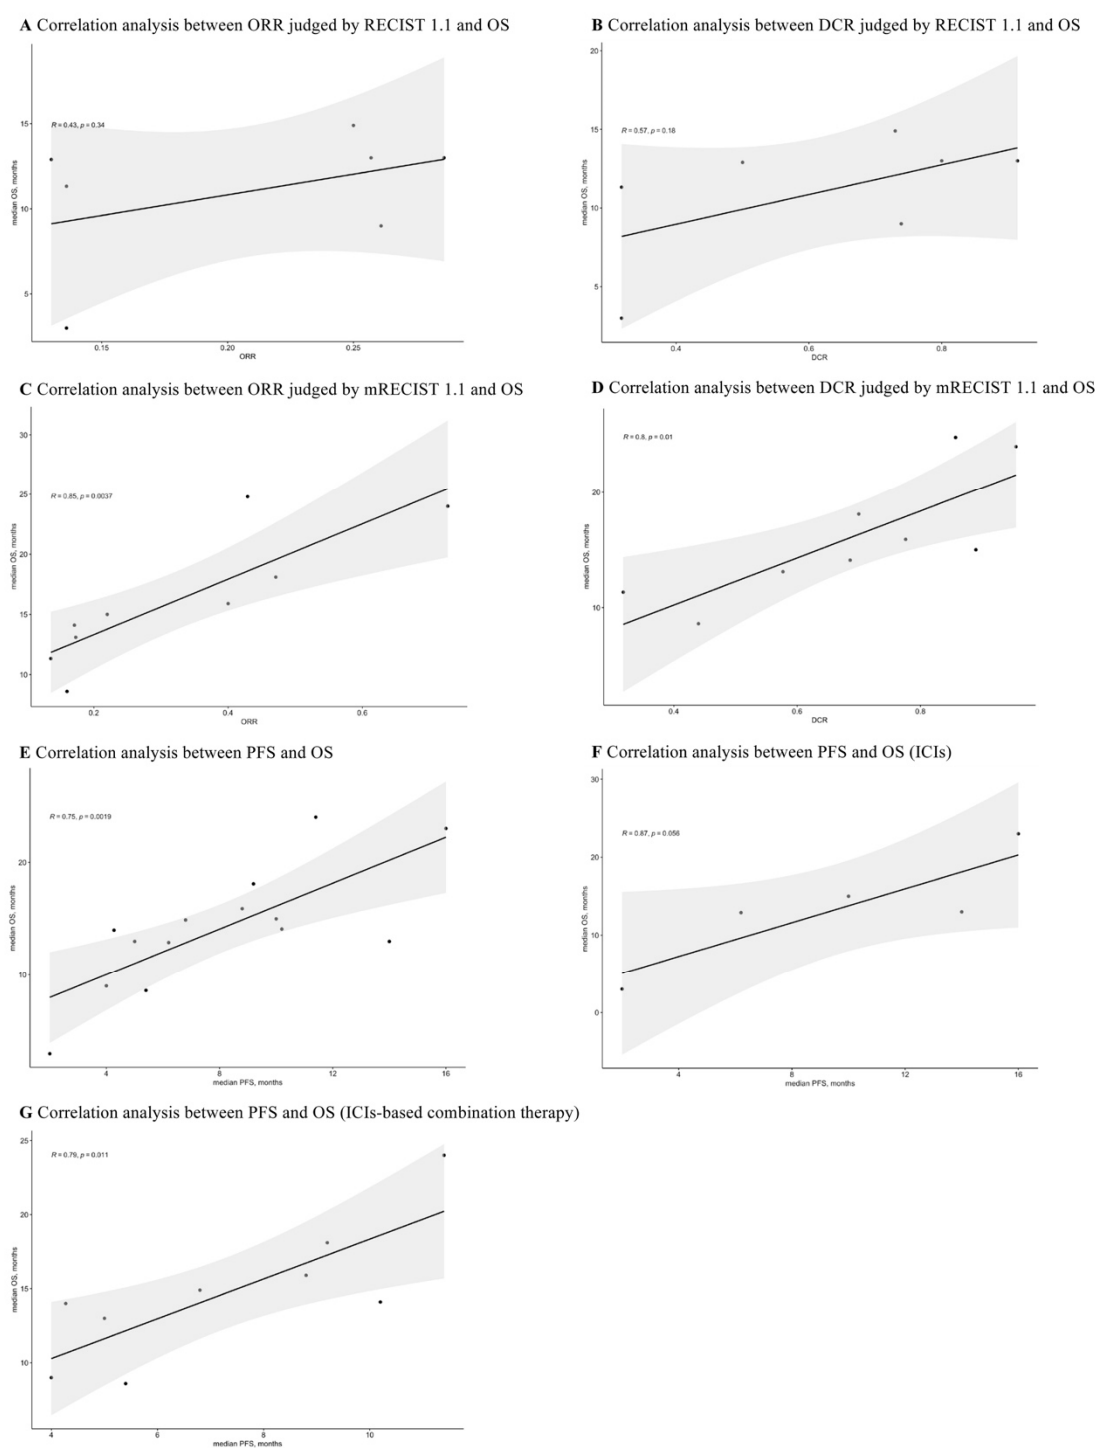 A Correlation analysis between ORR judged by RECIST 1.1 and OS
R = 0.43, p = 0.34
median OS, months
15
10
5
0.15
0.20
0.25
ORR
B Correlation analysis between DCR judged by RECIST 1.1 and OS
R = 0.57, p = 0.18
median OS, months
20
15
10
5
0.4
0.6
0.8
DCR
C Correlation analysis between ORR judged by mRECIST 1.1 and OS
R = 0.85, p = 0.0037
median OS, months
30
25
20
15
10
0.2
0.4
0.6
ORR
D Correlation analysis between DCR judged by mRECIST 1.1 and OS
R = 0.8, p = 0.01
median OS, months
20
10
0.4
0.6
0.8
DCR
E Correlation analysis between PFS and OS
R = 0.75, p = 0.0019
median OS, months
20
10
4
8
12
16
median PFS, months
F Correlation analysis between PFS and OS (ICIs)
R = 0.87, p = 0.056
median OS, months
30
20
10
0
4
8
12
16
median PFS, months
G Correlation analysis between PFS and OS (ICIs-based combination therapy)
R = 0.79, p = 0.011
median OS, months
25
20
15
10
4
6
8
10
median PFS, months